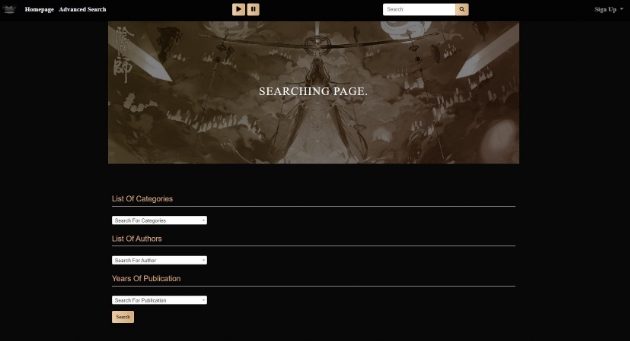 Homepage Advanced Search
Search
Sign Up
SEARCHING PAGE.
List Of Categories
Search For Categories
List Of Authors
Search For Author
Years Of Publication
Search For Publication
Search